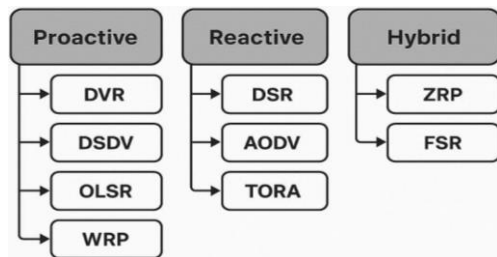 Proactive
DVR
DSDV
OLSR
WRP
Reactive
DSR
AODV
TORA
Hybrid
ZRP
FSR